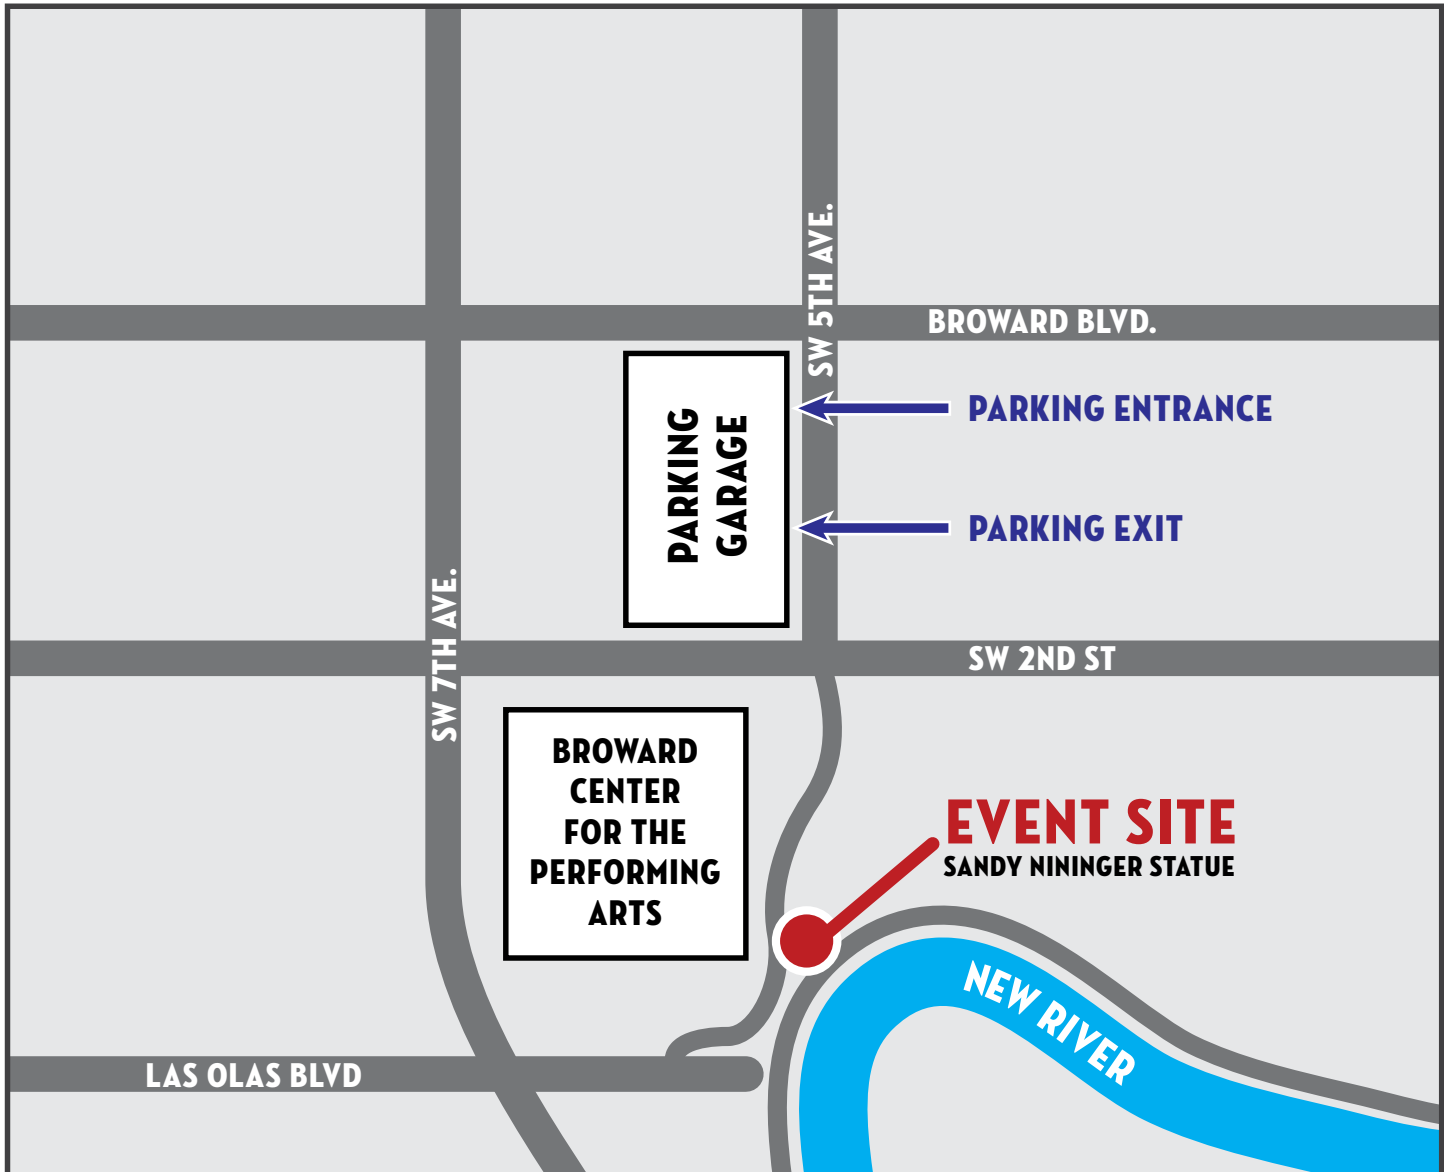 SW 5TH AVE.
BROWARD BLVD.
PARKING
GARAGE
PARKING ENTRANCE
PARKING EXIT
SW 7TH AVE.
SW 2ND ST
BROWARD
CENTER
FOR THE
PERFORMING
ARTS
EVENT SITE
SANDY NININGER STATUE
NEW RIVER
LAS OLAS BLVD